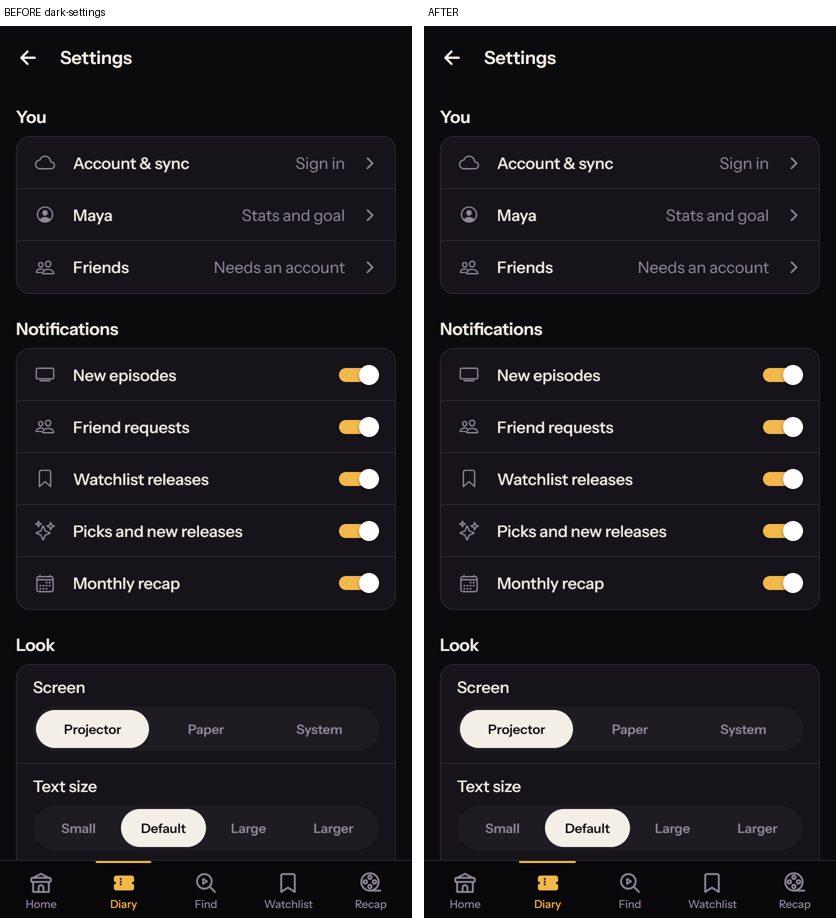 BEFORE dark-settings
Settings
You
Account & sync Sign in
Maya Stats and goal
Friends Needs an account
Notifications
New episodes
Friend requests
Watchlist releases
Picks and new releases
Monthly recap
Look
Screen
Projector Paper System
Text size
Small Default Large Larger
Home Diary Find Watchlist Recap
AFTER
Settings
You
Account & sync Sign in
Maya Stats and goal
Friends Needs an account
Notifications
New episodes
Friend requests
Watchlist releases
Picks and new releases
Monthly recap
Look
Screen
Projector Paper System
Text size
Small Default Large Larger
Home Diary Find Watchlist Recap